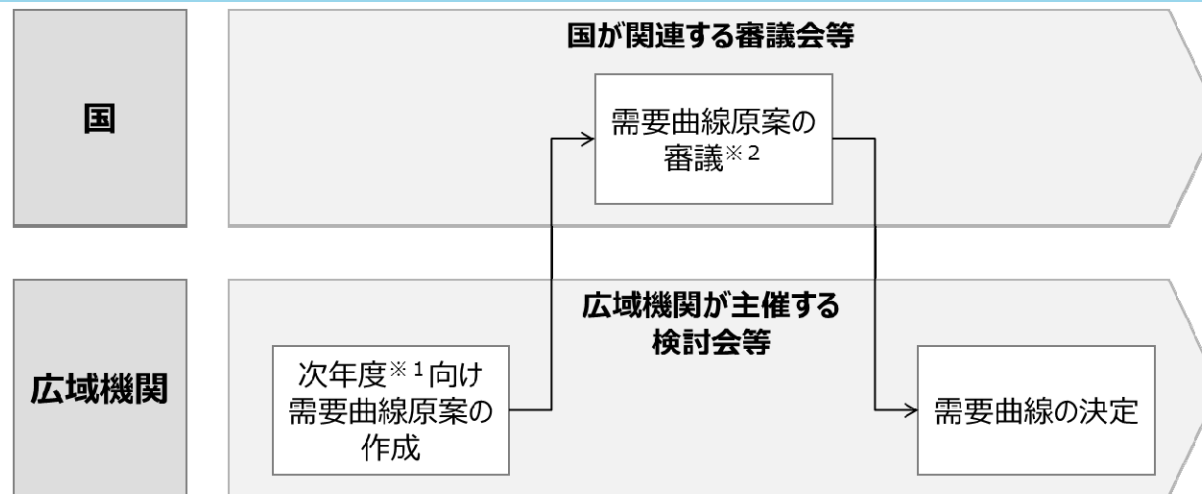 国
国が関連する審議会等
需要曲線原案の
審議※2
広域機関
広域機関が主催する
検討会等
次年度※1向け
需要曲線原案の
作成
需要曲線の決定